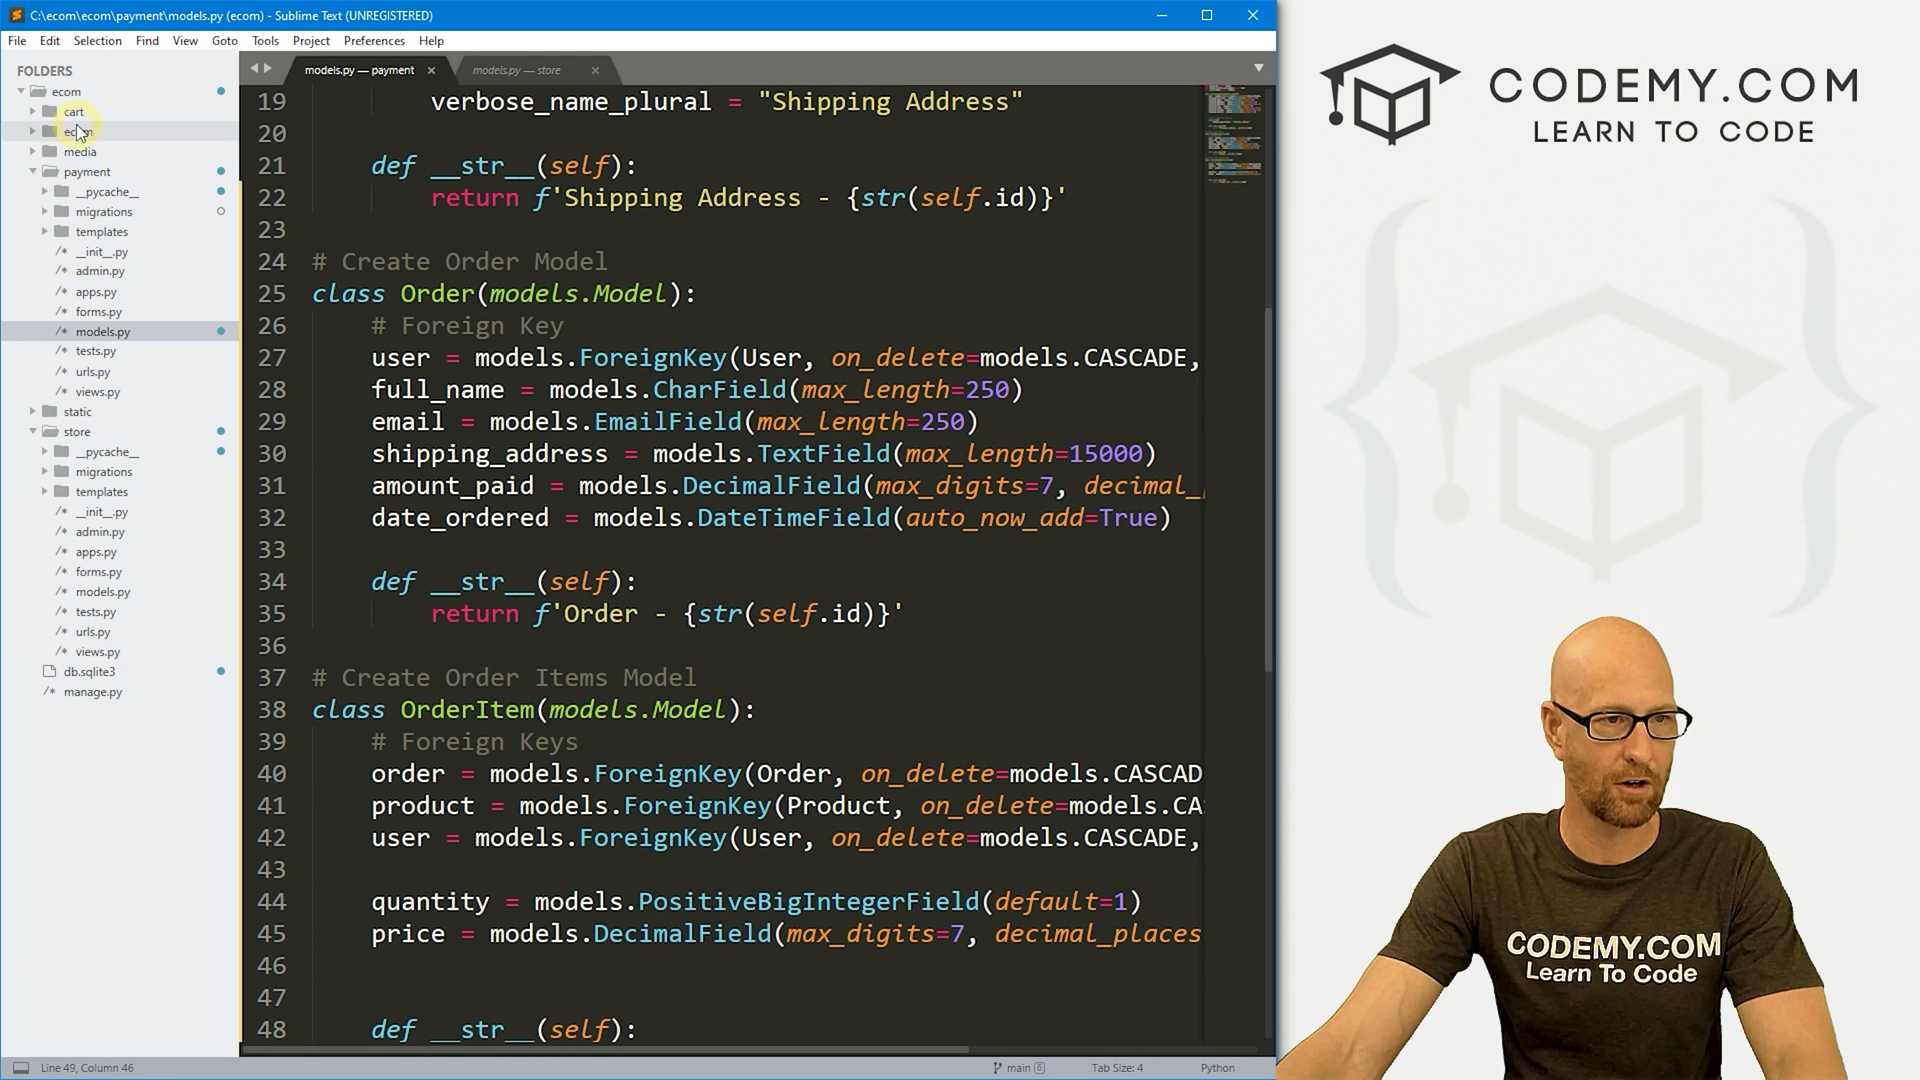 C:\ecom\ecom\payment\models.py (ecom) - Sublime Text (UNREGISTERED)
File Edit Selection Find View Goto Tools Project Preferences Help
FOLDERS
ecom
cart
ecom
media
payment
__pycache__
migrations
templates
/* __init__.py
/* admin.py
/* apps.py
/* forms.py
/* models.py
/* tests.py
/* urls.py
/* views.py
static
store
__pycache__
migrations
templates
/* __init__.py
/* admin.py
/* apps.py
/* forms.py
/* models.py
/* tests.py
/* urls.py
/* views.py
db.sqlite3
/* manage.py
models.py — payment
models.py — store
19 verbose_name_plural = "Shipping Address"
20
21 def __str__(self):
22 return f'Shipping Address - {str(self.id)}'
23
24 # Create Order Model
25 class Order(models.Model):
26 # Foreign Key
27 user = models.ForeignKey(User, on_delete=models.CASCADE,
28 full_name = models.CharField(max_length=250)
29 email = models.EmailField(max_length=250)
30 shipping_address = models.TextField(max_length=15000)
31 amount_paid = models.DecimalField(max_digits=7, decimal_
32 date_ordered = models.DateTimeField(auto_now_add=True)
33
34 def __str__(self):
35 return f'Order - {str(self.id)}'
36
37 # Create Order Items Model
38 class OrderItem(models.Model):
39 # Foreign Keys
40 order = models.ForeignKey(Order, on_delete=models.CASCAD
41 product = models.ForeignKey(Product, on_delete=models.CA
42 user = models.ForeignKey(User, on_delete=models.CASCADE,
43
44 quantity = models.PositiveBigIntegerField(default=1)
45 price = models.DecimalField(max_digits=7, decimal_places
46
47
48 def __str__(self):
Line 49, Column 46
main 6
Tab Size: 4
Python
CODEMY.COM
LEARN TO CODE
CODEMY.COM
Learn To Code